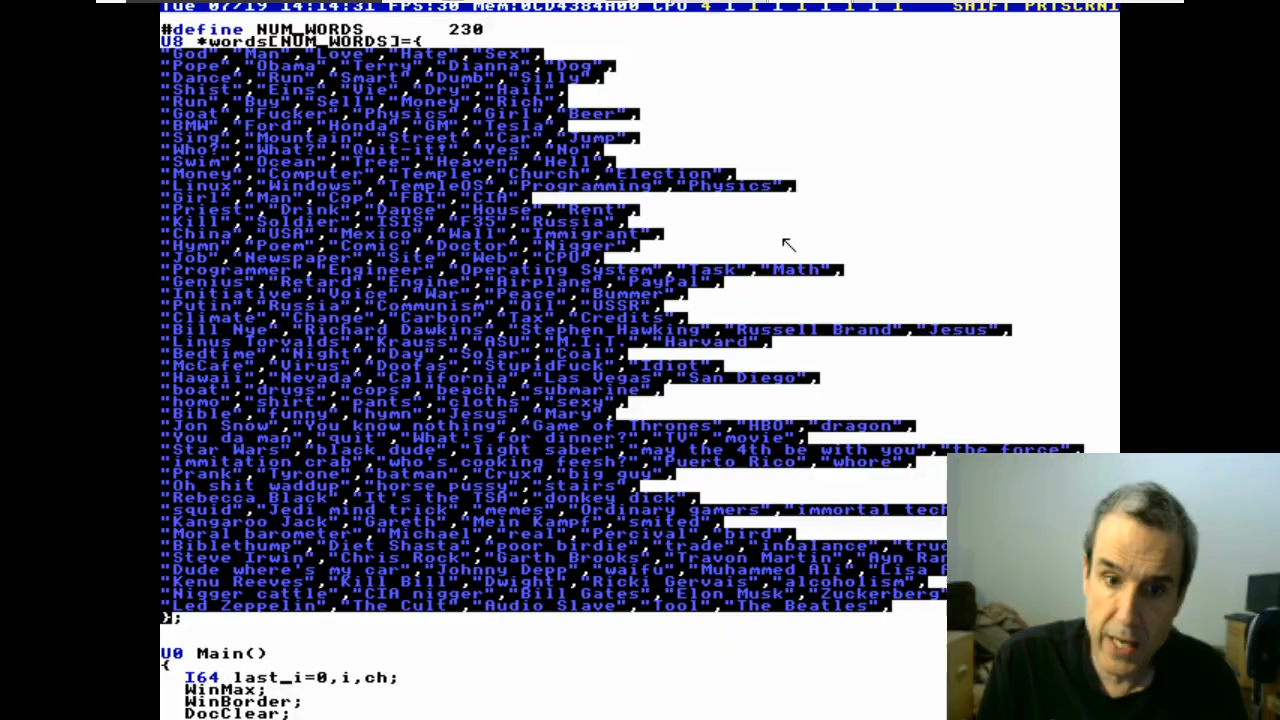 Tue 07/19 14:14:31 FPS:30 Mem:0CD4384A00 CPU 4 1 1 1 1 1 1 1 SHIFT PRTSCRN1
#define NUM_WORDS 230
U8 *words[NUM_WORDS]={
"God","Man","Love","Hate","Sex",
"Pope","Obama","Terry","Dianna","Dog",
"Dance","Run","Smart","Dumb","Silly",
"Shist","Eins","Vie","Dry","Hail",
"Run","Buy","Sell","Money","Rich",
"Goat","Fucker","Physics","Girl","Beer",
"BMW","Ford","Honda","GM","Tesla",
"Sing","Mountain","Street","Car","Jump",
"Who?","What?","Quit-it!","Yes","No",
"Swim","Ocean","Tree","Heaven","Hell",
"Money","Computer","Temple","Church","Election",
"Linux","Windows","TempleOS","Programming","Physics",
"Girl","Man","Cop","FBI","CIA",
"Priest","Drink","Dance","House","Rent",
"Kill","Soldier","ISIS","F35","Russia",
"China","USA","Mexico","Wall","Immigrant",
"Hymn","Poem","Comic","Doctor","Nigger",
"Job","Newspaper","Site","Web","CPU",
"Programmer","Engineer","Operating System","Task","Math",
"Genius","Retard","Engine","Airplane","PayPal",
"Initiative","Voice","War","Peace","Bummer",
"Putin","Russia","Communism","Oil","USSR",
"Climate","Change","Carbon","Tax","Credits",
"Bill Nye","Richard Dawkins","Stephen Hawking","Russell Brand","Jesus",
"Linus Torvalds","Krauss","ASU","M.I.T.","Harvard",
"Bedtime","Night","Day","Solar","Coal",
"McCafe","Virus","Doofas","StupidFuck","Idiot",
"Hawaii","Nevada","California","Las Vegas","San Diego",
"boat","drugs","cops","beach","submarine",
"homo","shirt","pants","cloths","sexy",
"Bible","funny","hymn","Jesus","Mary",
"Jon Snow","You know nothing","Game of Thrones","HBO","dragon",
"You da man","quit","What's for dinner?","TV","movie",
"Star Wars","black dude","light saber","may the 4th be with you","the force",
"immitation crab","who's cooking feesh?","Puerto Rico","whore",
"Prank","Tyrone","batman","Crux","big guy",
"Oh shit waddup","horse pussy","stairs",
"Rebecca Black","It's the TSA","donkey dick",
"squid","Jedi mind trick","memes","Ordinary gamers","immortal tech
"Kangaroo Jack","Gareth","Mein Kampf","smited",
"Moral barometer","Michael","real","Percival","bird",
"Biblethump","Diet Shasta","poor birdie","trade","inbalance","truc
"Steve Irwin","Chris Rock","Garth Brooks","Travon Martin","Ayn Ra
"Dude where's my car","Johnny Depp","waifu","Muhammed Ali","Lisa A
"Kenu Reeves","Kill Bill","Dwight","Ricki Gervais","alcoholism",
"Nigger cattle","CIA nigger","Bill Gates","Elon Musk","Zuckerberg"
"Led Zeppelin","The Cult","Audio Slave","Tool","The Beatles",
};
U0 Main()
{
I64 last_i=0,i,ch;
WinMax;
WinBorder;
DocClear;